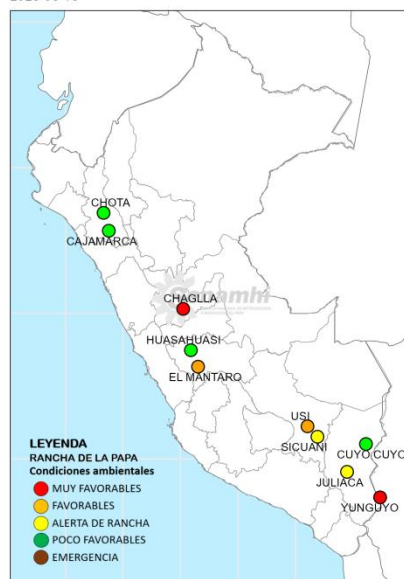 CHOTA
CAJAMARCA
CHAGLLA
HUASAHUASI
EL MANTARO
USI
SICUANI
CUYO CUYO
JULIACA
YUNGUYO
LEYENDA
RANCHA DE LA PAPA
Condiciones ambientales
MUY FAVORABLES
FAVORABLES
ALERTA DE RANCHA
POCO FAVORABLES
EMERGENCIA